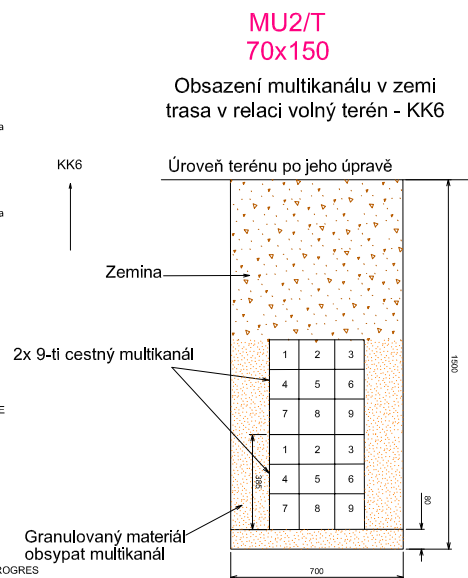 MU2/T
70x150
Obsazení multikanálu v zemi
trasa v relaci volný terén - KK6
a
KK6
Úroveň terénu po jeho úpravě
a
Zemina
1500
2x 9-ti cestný multikanál
1 2 3
4 5 6
7 8 9
E
1 2 3
4 5 6
7 8 9
385
80
Granulovaný materiál
obsypat multikanál
ROGRES
700